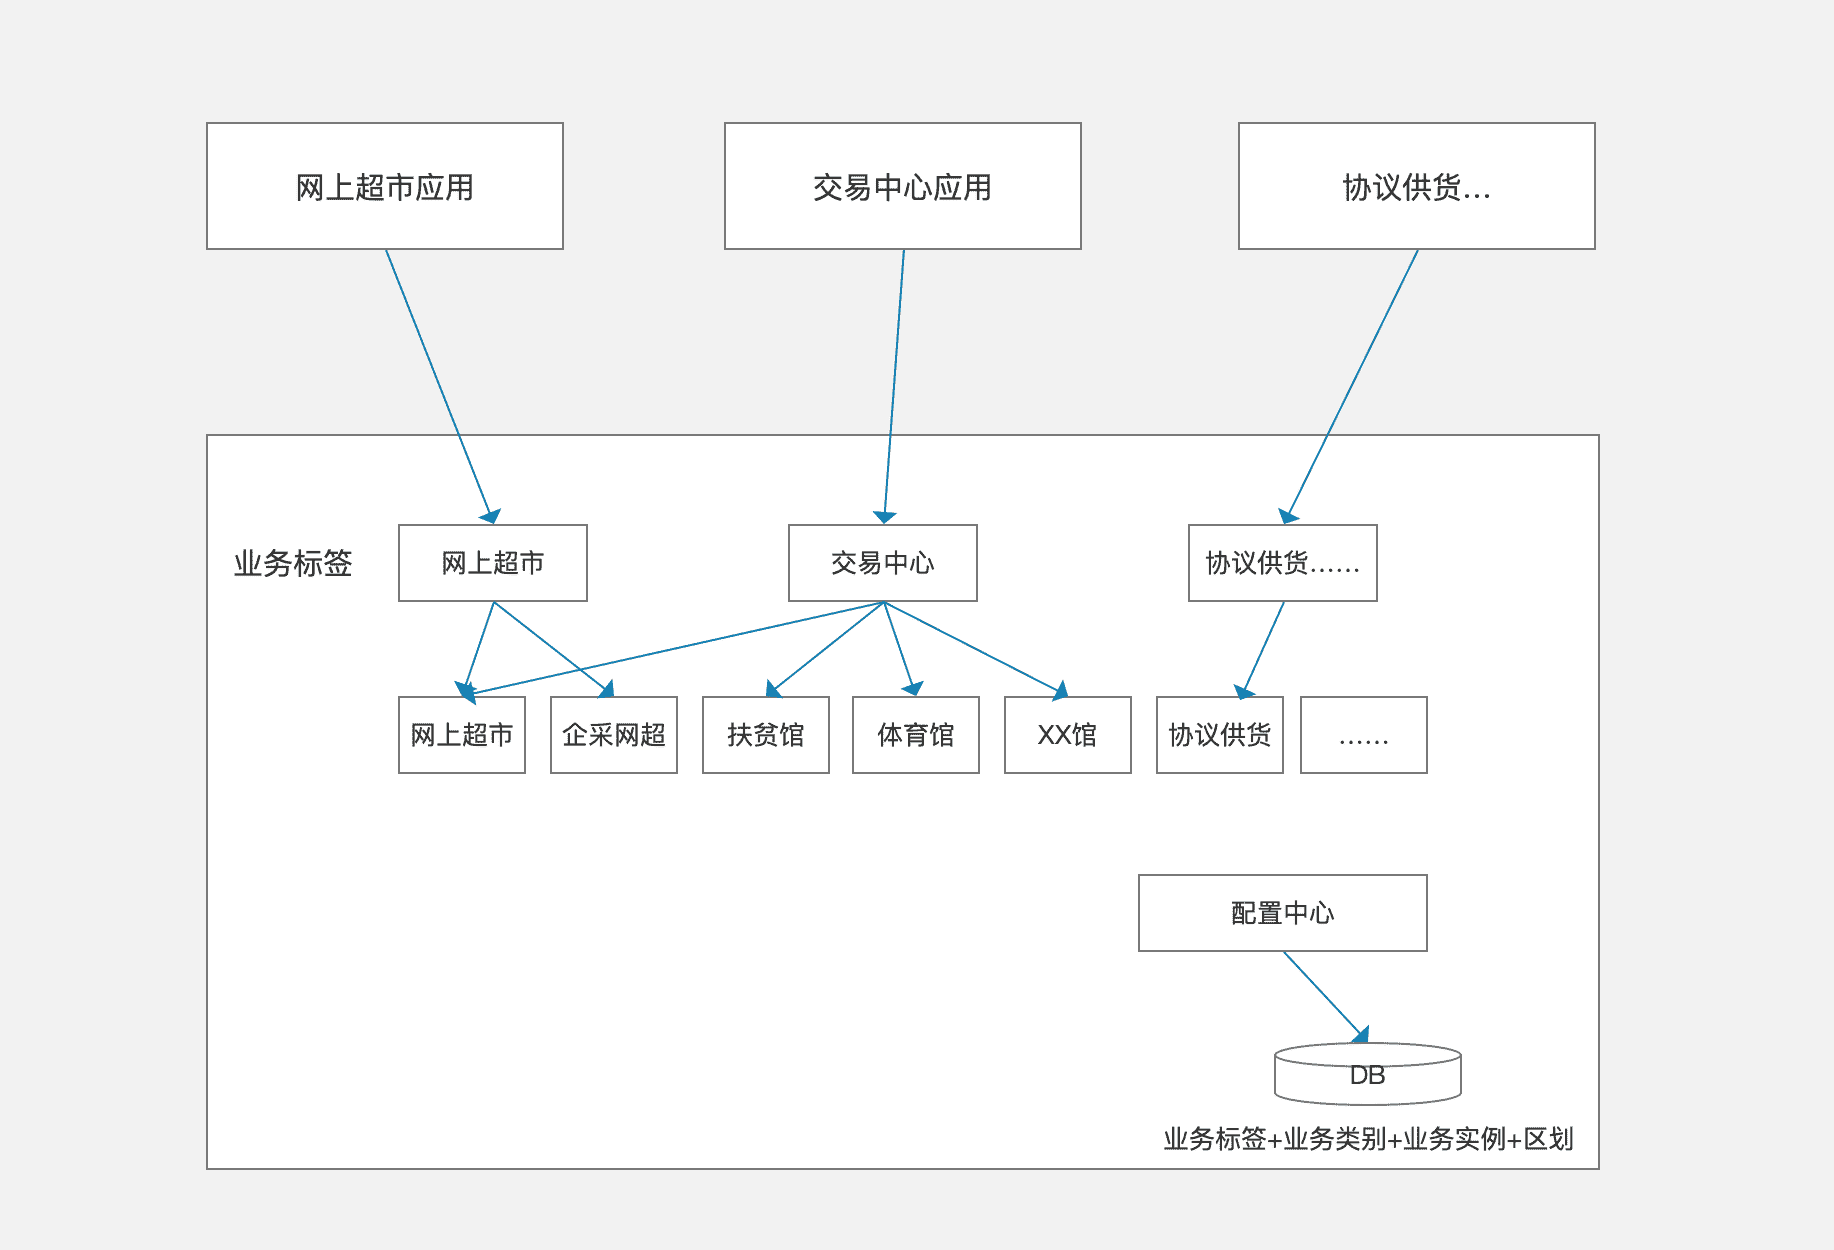 网上超市应用
交易中心应用
协议供货...
业务标签
网上超市
交易中心
协议供货......
网上超市
企采网超
扶贫馆
体育馆
XX馆
协议供货
......
配置中心
DB
业务标签+业务类别+业务实例+区划